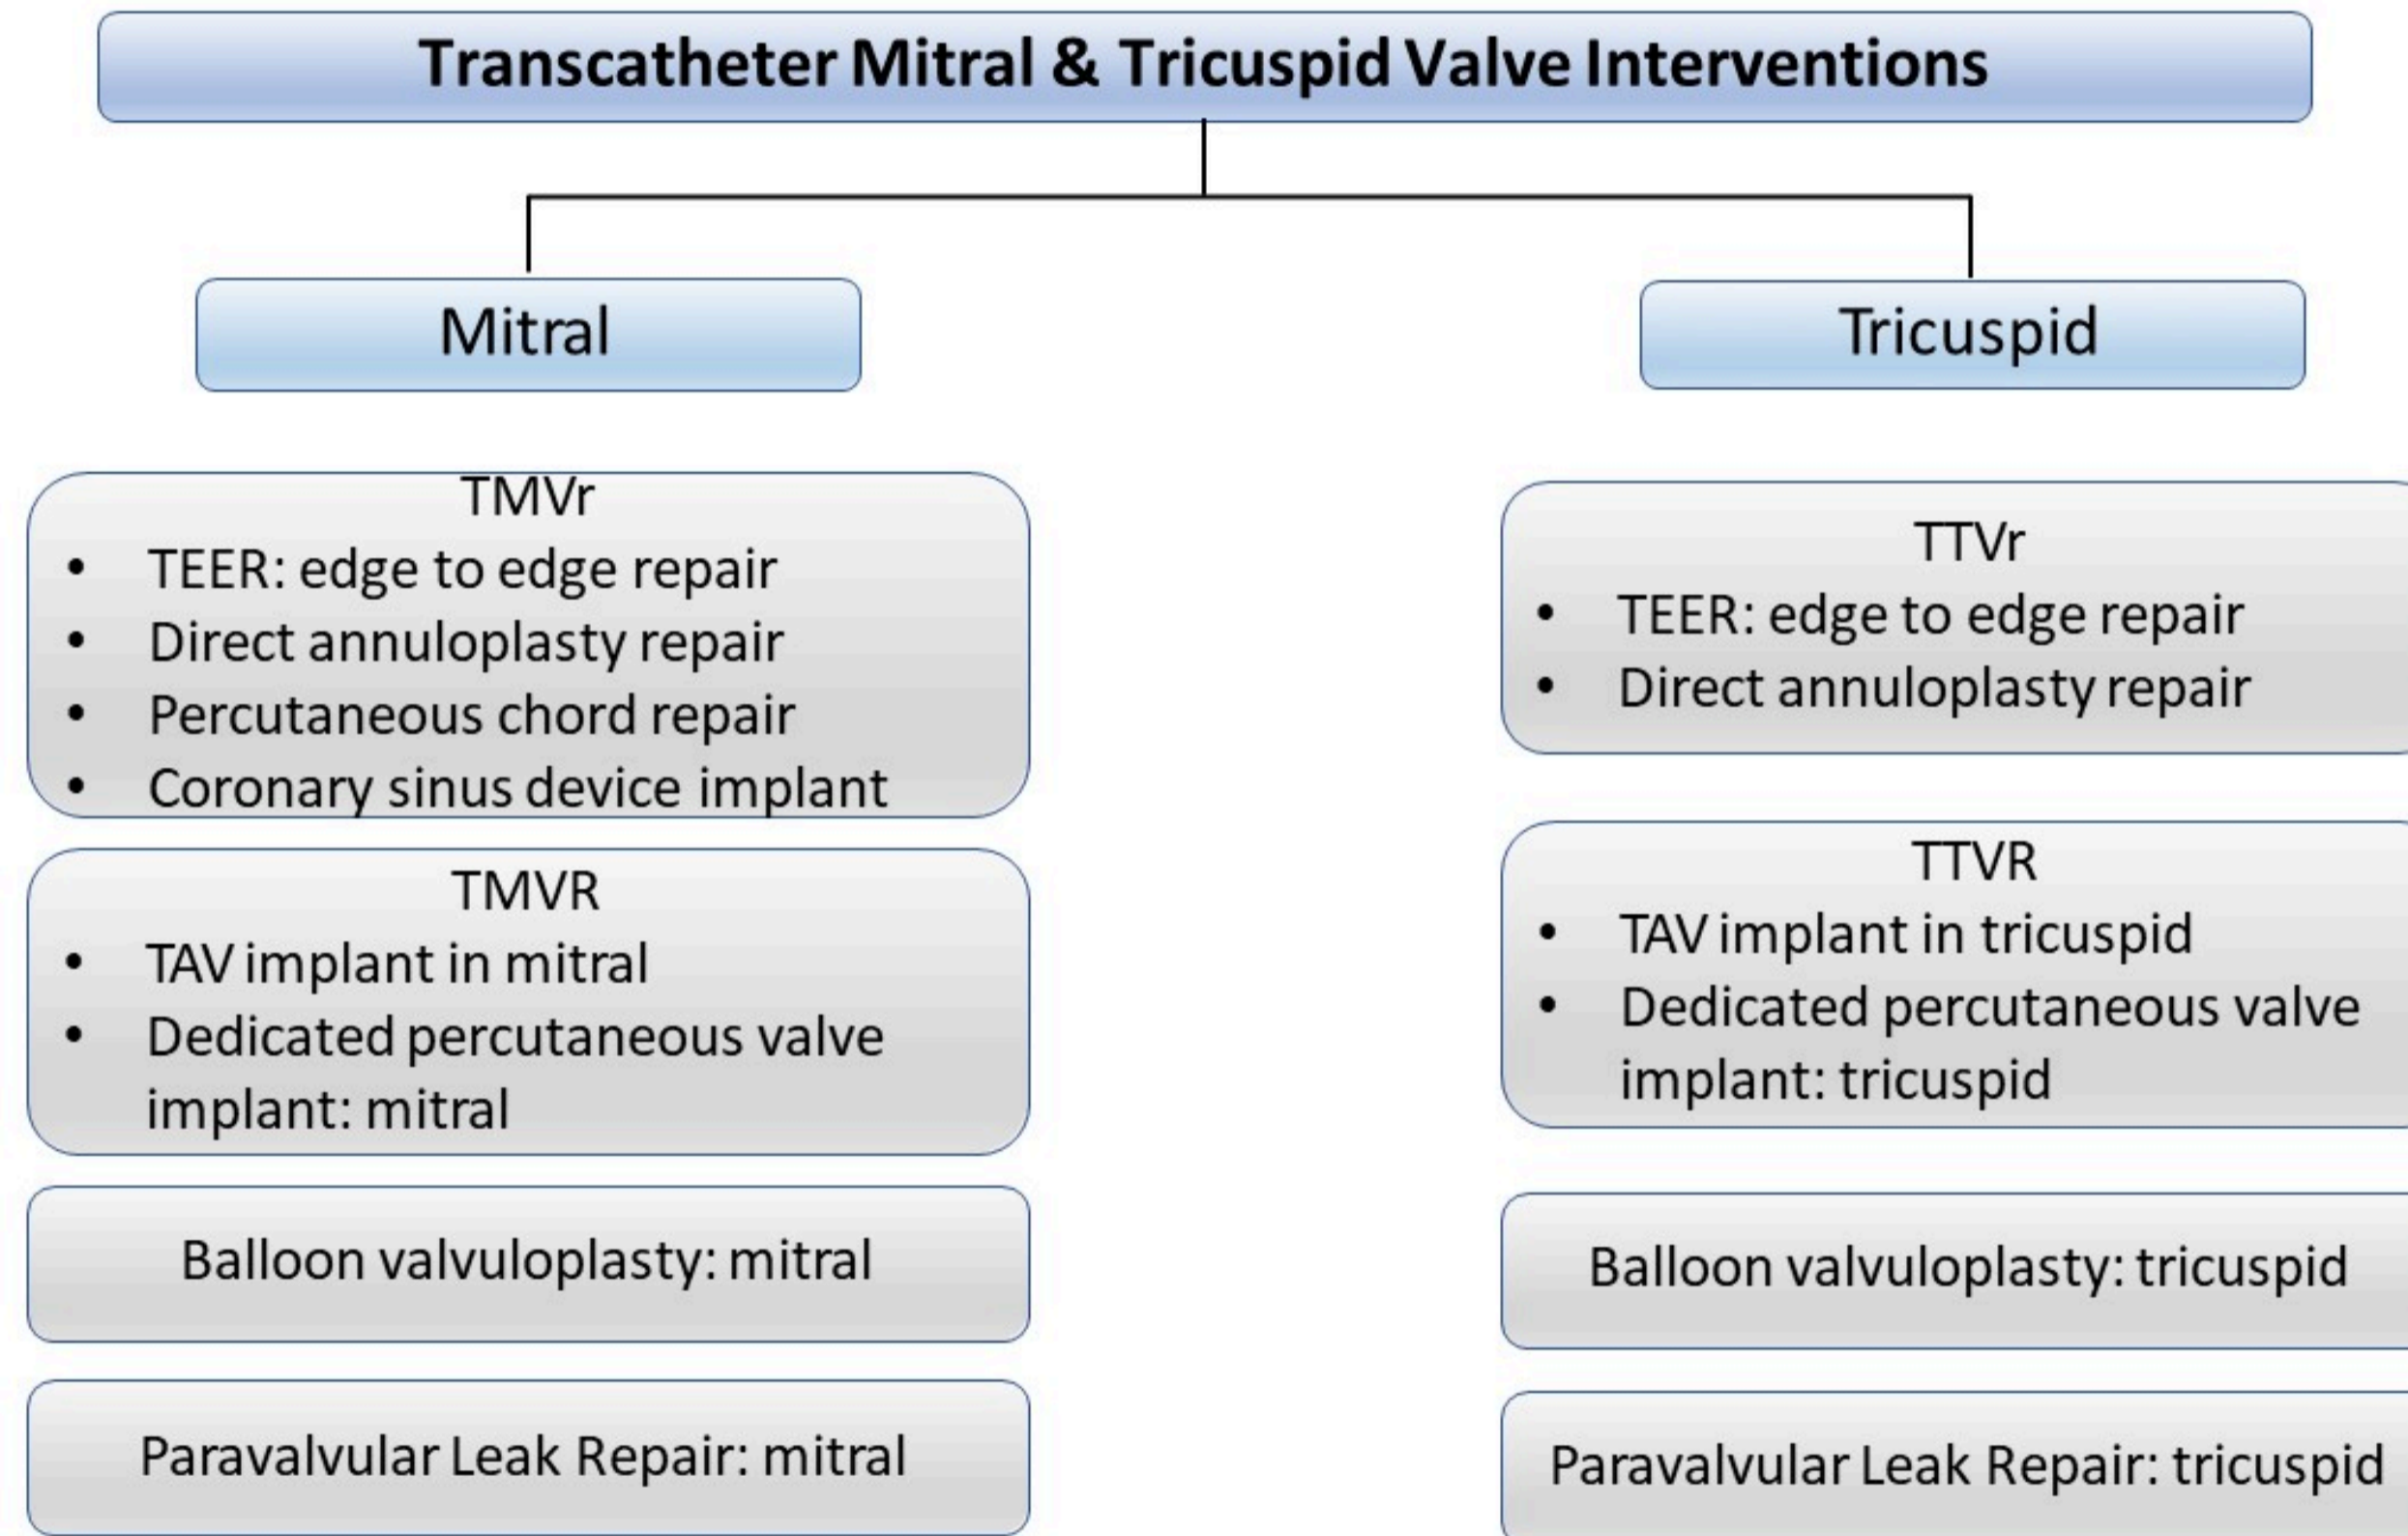 Transcatheter Mitral & Tricuspid Valve Interventions
Mitral
TMVr
• TEER: edge to edge repair
• Direct annuloplasty repair
• Percutaneous chord repair
• Coronary sinus device implant
TMVR
• TAV implant in mitral
• Dedicated percutaneous valve
implant: mitral
Balloon valvuloplasty: mitral
Paravalvular Leak Repair: mitral
Tricuspid
TTVr
• TEER: edge to edge repair
• Direct annuloplasty repair
TTVR
• TAV implant in tricuspid
• Dedicated percutaneous valve
implant: tricuspid
Balloon valvuloplasty: tricuspid
Paravalvular Leak Repair: tricuspid